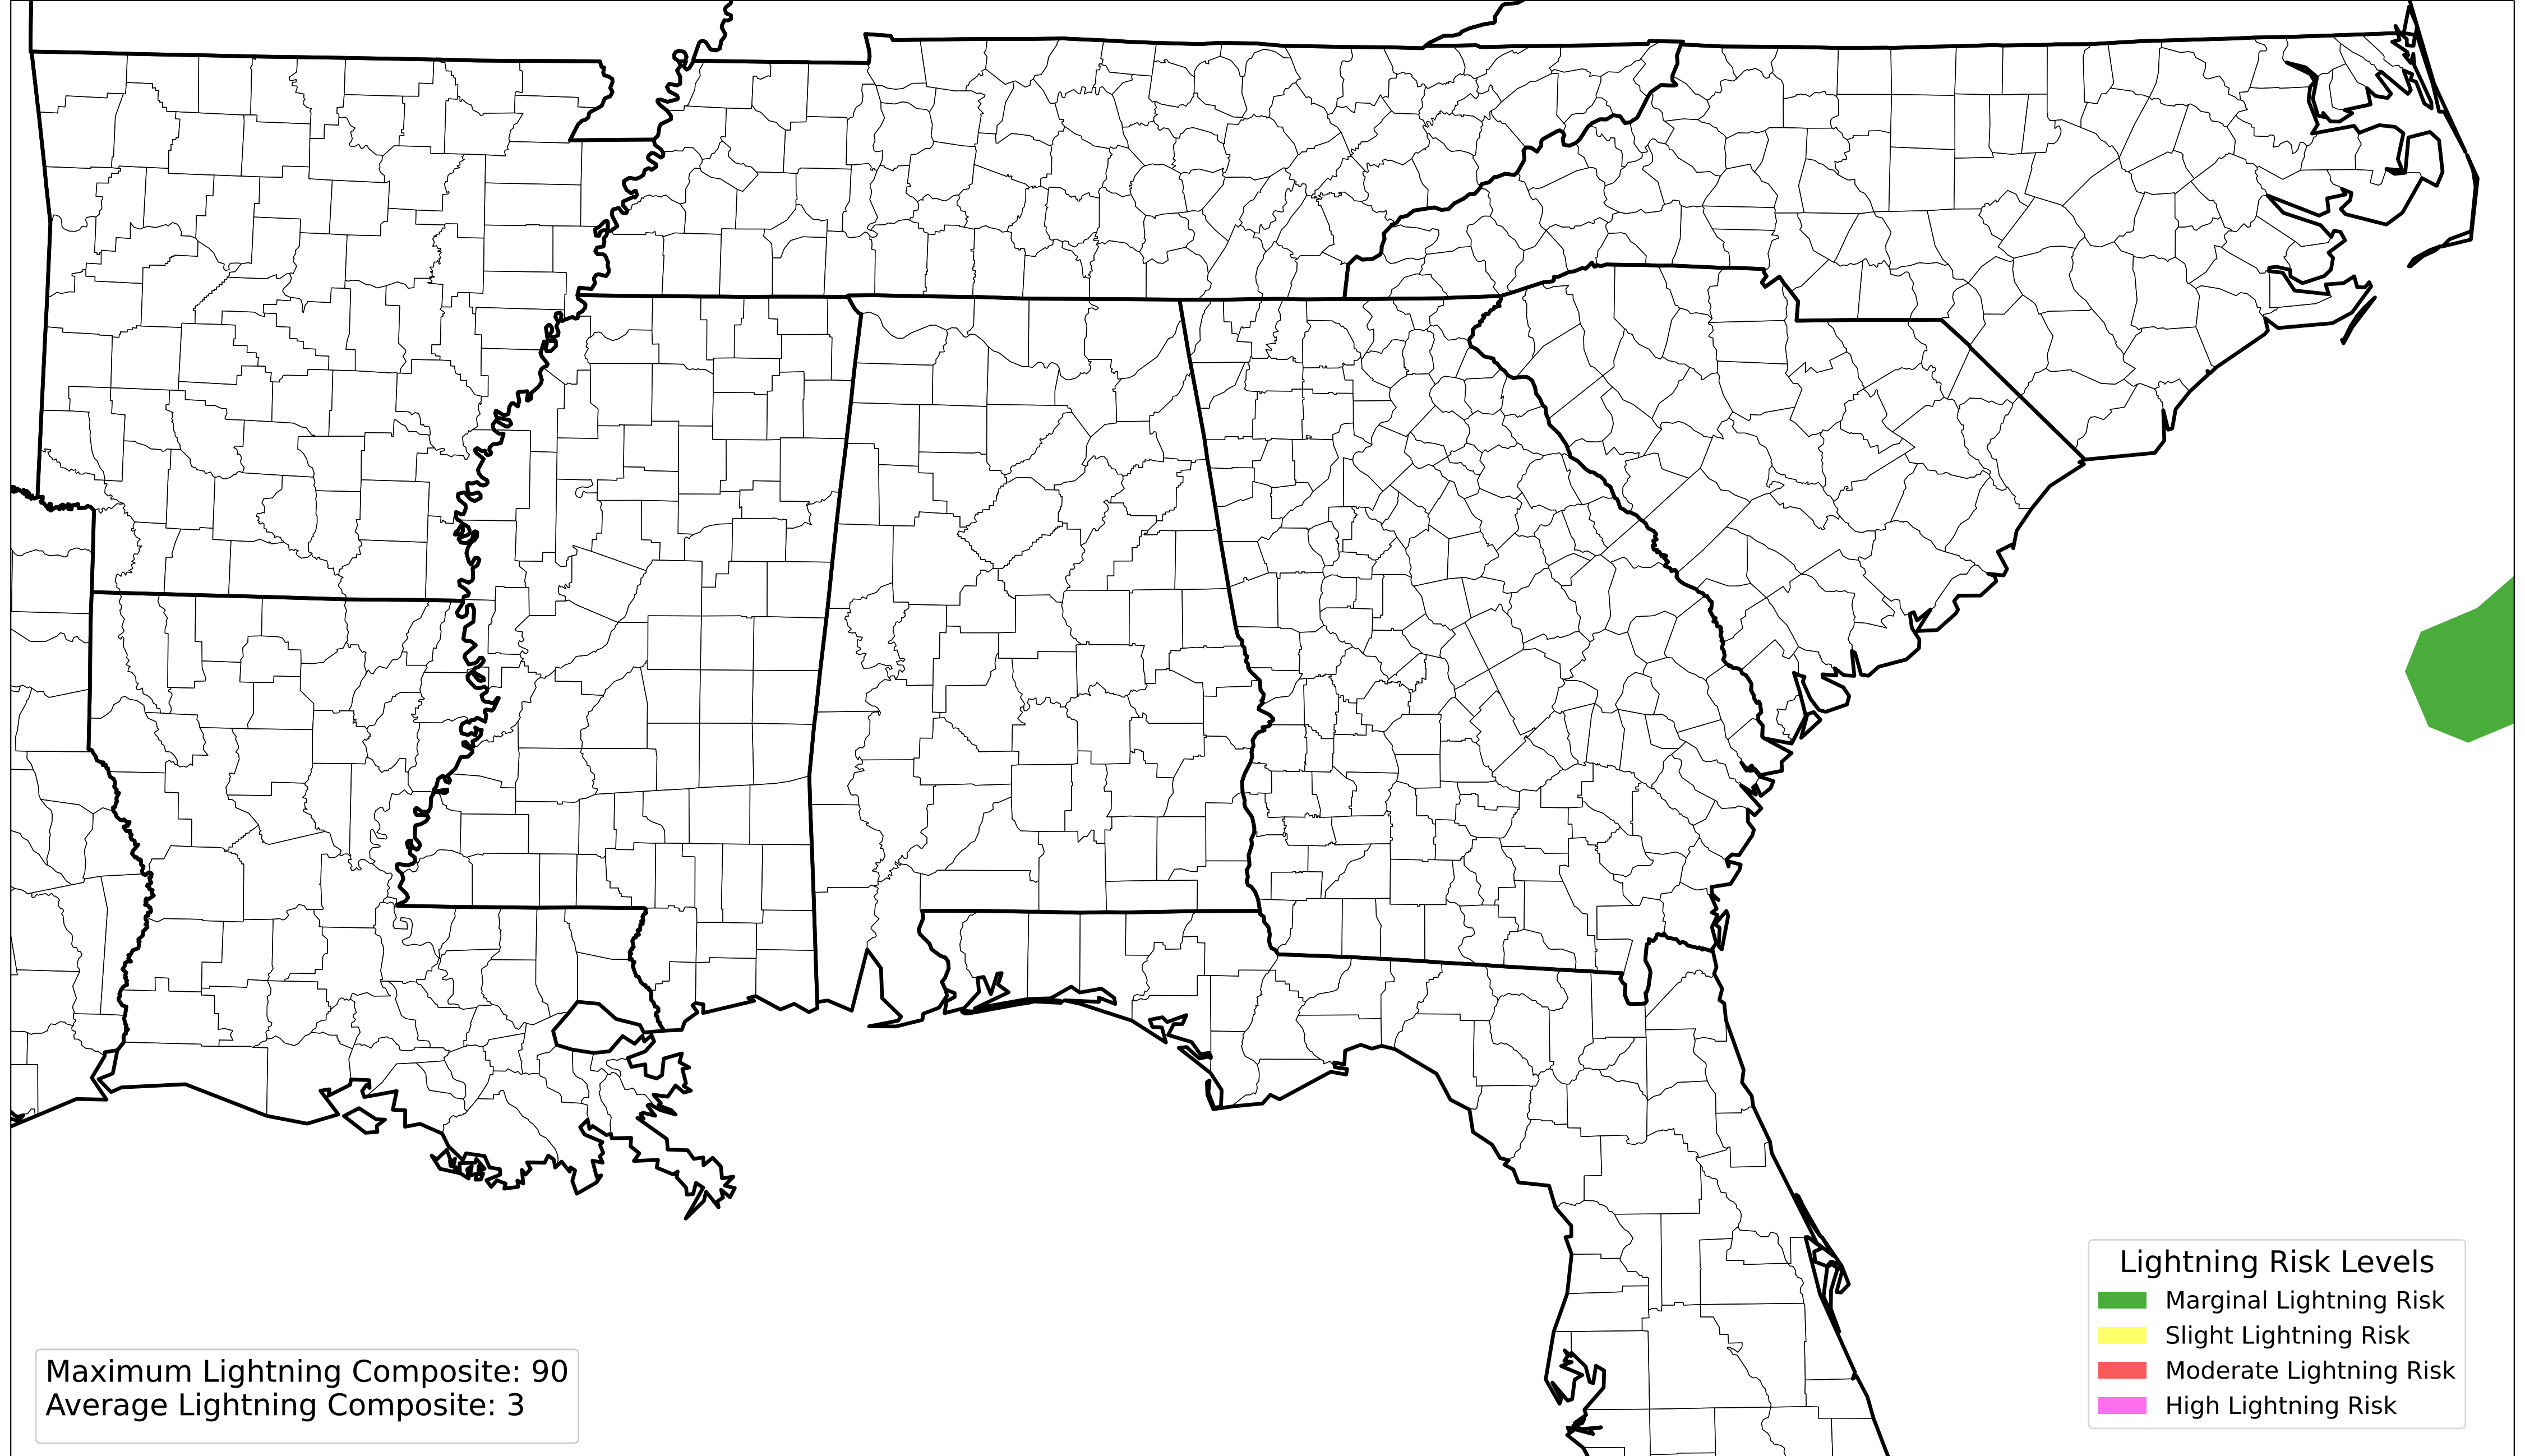 Maximum Lightning Composite: 90
Average Lightning Composite: 3
Lightning Risk Levels
Marginal Lightning Risk
Slight Lightning Risk
Moderate Lightning Risk
High Lightning Risk